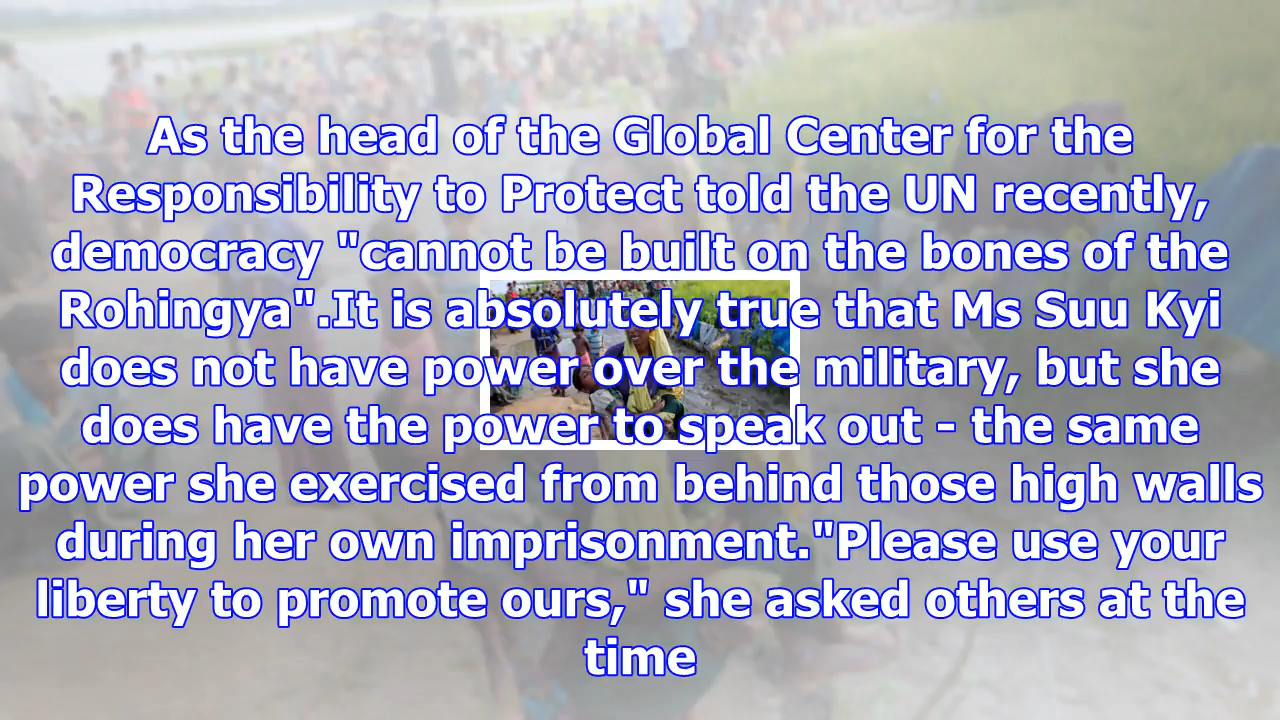 As the head of the Global Center for the
Responsibility to Protect told the UN recently,
democracy "cannot be built on the bones of the
Rohingya".It is absolutely true that Ms Suu Kyi
does not have power over the military, but she
does have the power to speak out - the same
power she exercised from behind those high walls
during her own imprisonment."Please use your
liberty to promote ours," she asked others at the
time